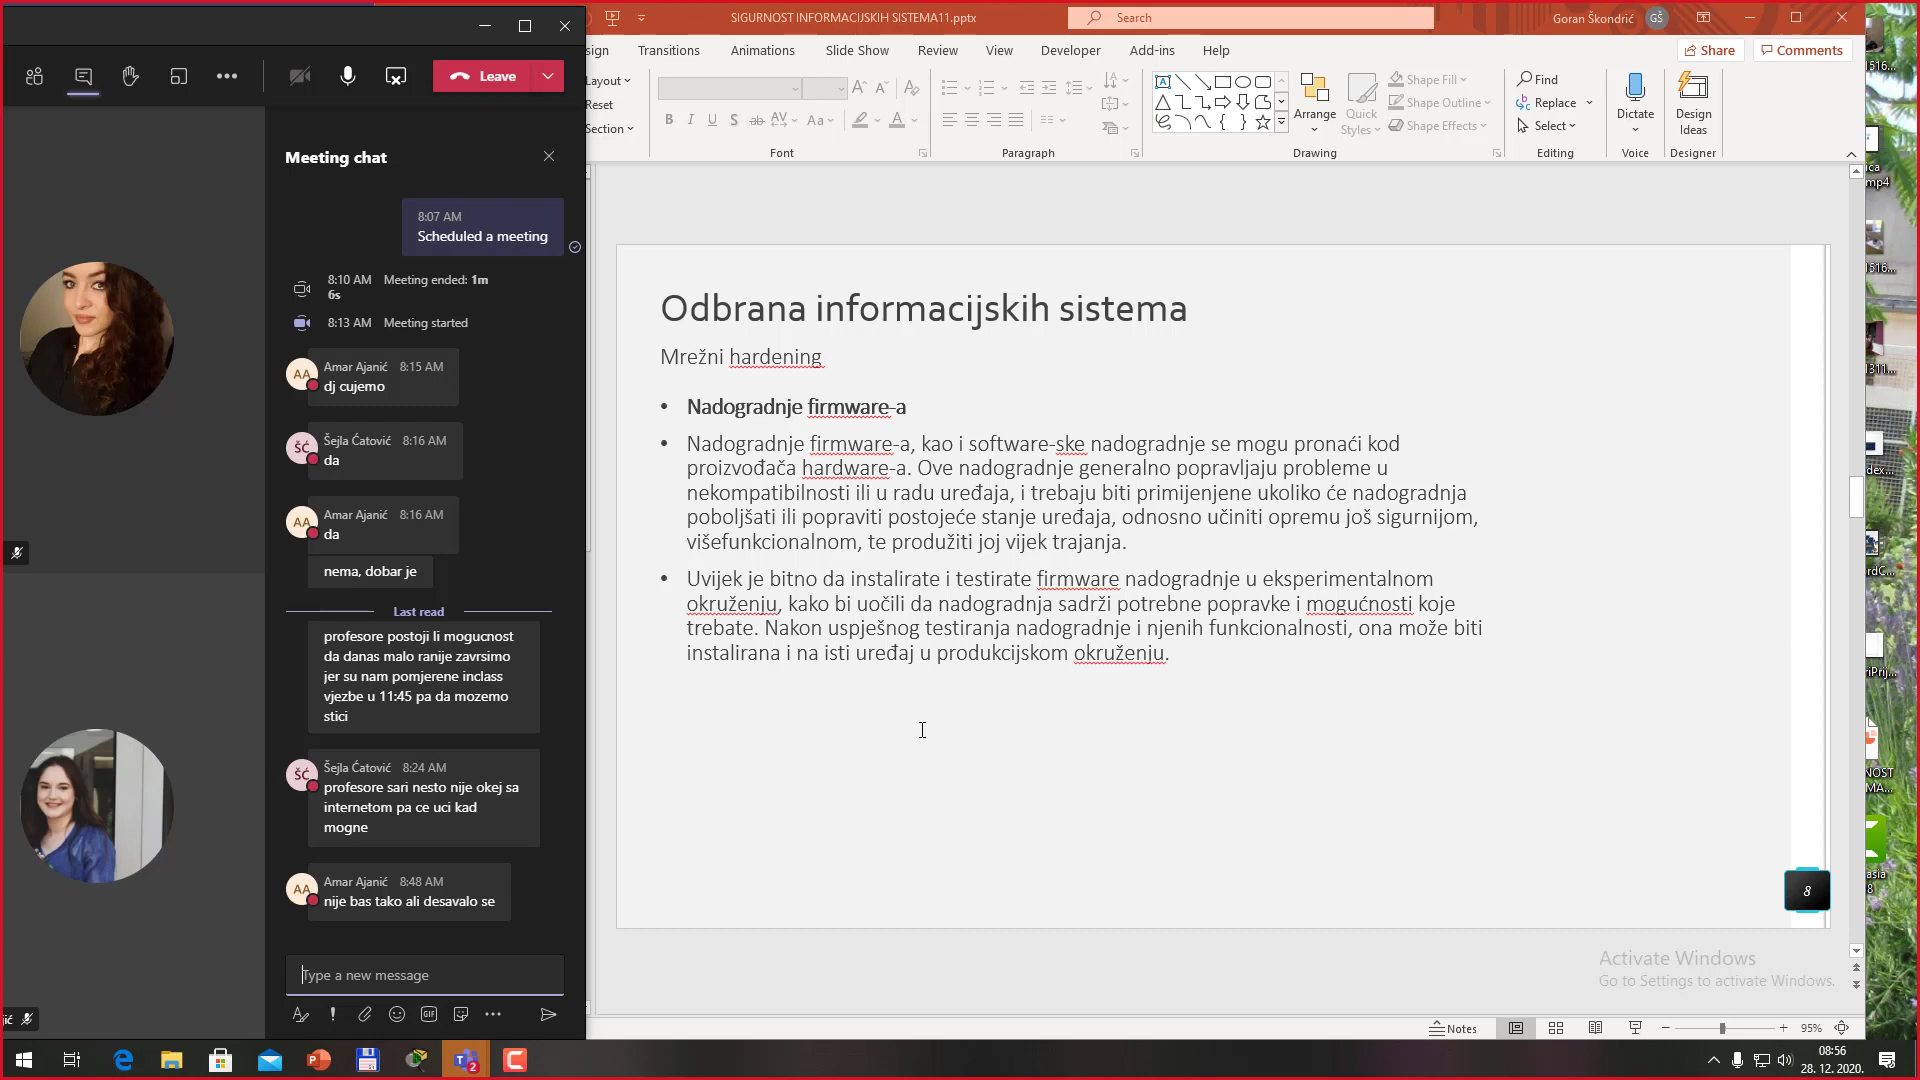 SIGURNOST INFORMACIJSKIH SISTEMA11.pptx
Search
Goran Škondrić
GŠ
sign
Transitions
Animations
Slide Show
Review
View
Developer
Add-ins
Help
Share
Comments
Leave
Layout
Reset
Section
Font
Paragraph
Arrange
Quick
Styles
Shape Fill
Shape Outline
Shape Effects
Drawing
Find
Replace
Select
Editing
Dictate
Voice
Design
Ideas
Designer
Meeting chat
8:07 AM
Scheduled a meeting
8:10 AM Meeting ended: 1m
6s
8:13 AM Meeting started
AA
Amar Ajanić 8:15 AM
dj cujemo
ŠĆ
Šejla Ćatović 8:16 AM
da
AA
Amar Ajanić 8:16 AM
da
nema, dobar je
Last read
profesore postoji li mogucnost
da danas malo ranije zavrsimo
jer su nam pomjerene inclass
vjezbe u 11:45 pa da mozemo
stici
ŠĆ
Šejla Ćatović 8:24 AM
profesore sari nesto nije okej sa
internetom pa ce uci kad
mogne
AA
Amar Ajanić 8:48 AM
nije bas tako ali desavalo se
Type a new message
GIF
Odbrana informacijskih sistema
Mrežni hardening
• Nadogradnje firmware-a
• Nadogradnje firmware-a, kao i software-ske nadogradnje se mogu pronaći kod
proizvođača hardware-a. Ove nadogradnje generalno popravljaju probleme u
nekompatibilnosti ili u radu uređaja, i trebaju biti primijenjene ukoliko će nadogradnja
poboljšati ili popraviti postojeće stanje uređaja, odnosno učiniti opremu još sigurnijom,
višefunkcionalnom, te produžiti joj vijek trajanja.
• Uvijek je bitno da instalirate i testirate firmware nadogradnje u eksperimentalnom
okruženju, kako bi uočili da nadogradnja sadrži potrebne popravke i mogućnosti koje
trebate. Nakon uspješnog testiranja nadogradnje i njenih funkcionalnosti, ona može biti
instalirana i na isti uređaj u produkcijskom okruženju.
8
Activate Windows
Go to Settings to activate Windows.
Notes
95%
08:56
28. 12. 2020.